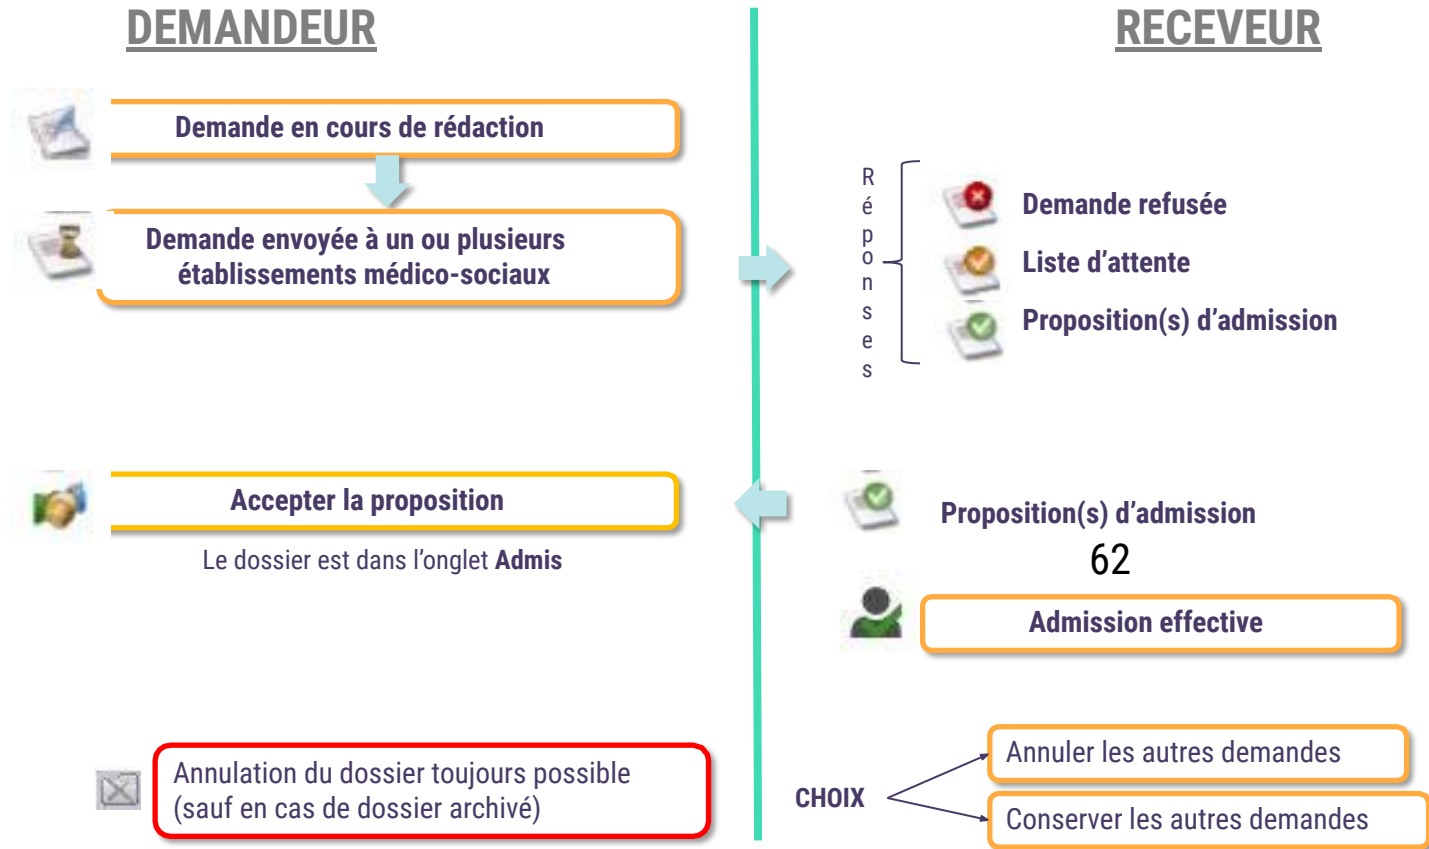 DEMANDEUR
RECEVEUR
Demande en cours de rédaction
Demande envoyée à un ou plusieurs
établissements médico-sociaux
Réponses
Demande refusée
Liste d'attente
Proposition(s) d'admission
Accepter la proposition
Le dossier est dans l'onglet Admis
Proposition(s) d'admission
62
Admission effective
Annulation du dossier toujours possible
(sauf en cas de dossier archivé)
CHOIX
Annuler les autres demandes
Conserver les autres demandes